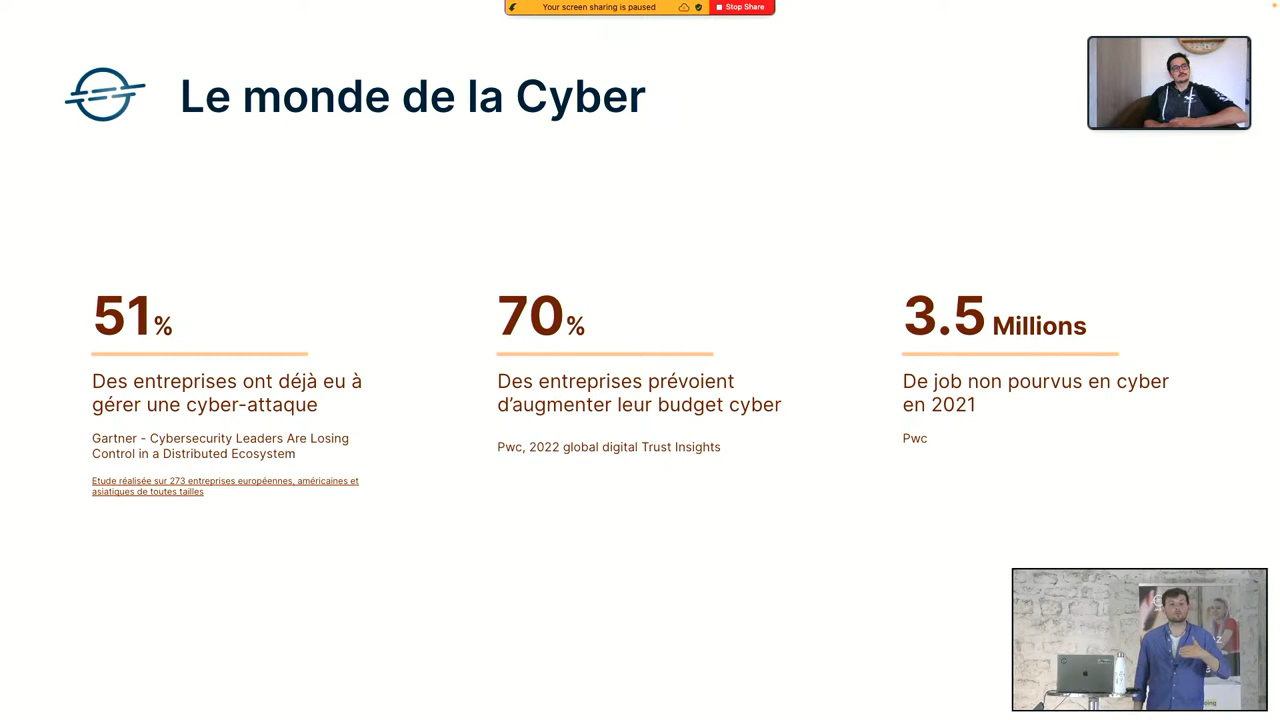 Your screen sharing is paused
Stop Share
Le monde de la Cyber
51%
Des entreprises ont déjà eu à
gérer une cyber-attaque
Gartner - Cybersecurity Leaders Are Losing
Control in a Distributed Ecosystem
Etude réalisée sur 273 entreprises européennes, américaines et
asiatiques de toutes tailles
70%
Des entreprises prévoient
d’augmenter leur budget cyber
Pwc, 2022 global digital Trust Insights
3.5 Millions
De job non pourvus en cyber
en 2021
Pwc